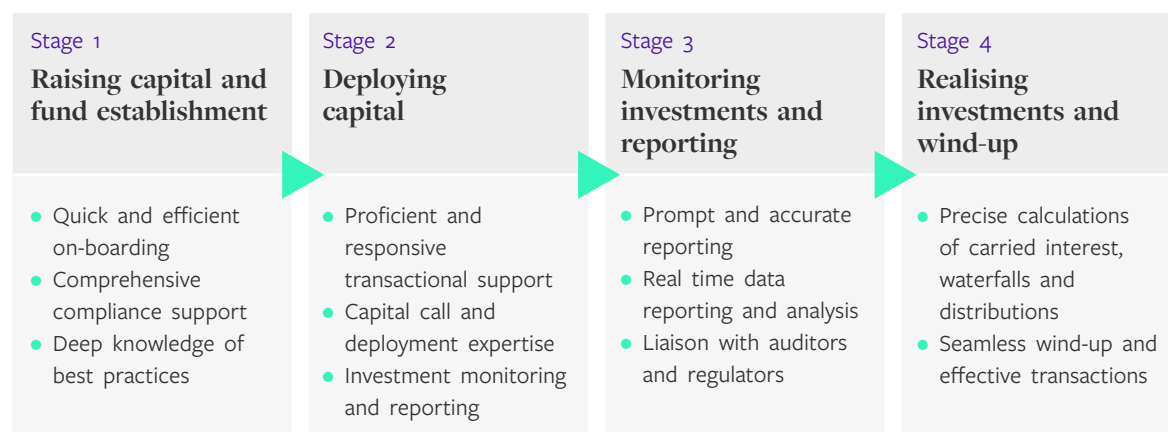 Stage 1
Raising capital and
fund establishment
• Quick and efficient
on-boarding
• Comprehensive
compliance support
• Deep knowledge of
best practices
Stage 2
Deploying
capital
• Proficient and
responsive
transactional support
• Capital call and
deployment expertise
• Investment monitoring
and reporting
Stage 3
Monitoring
investments and
reporting
• Prompt and accurate
reporting
• Real time data
reporting and analysis
• Liaison with auditors
and regulators
Stage 4
Realising
investments and
wind-up
• Precise calculations
of carried interest,
waterfalls and
distributions
• Seamless wind-up and
effective transactions